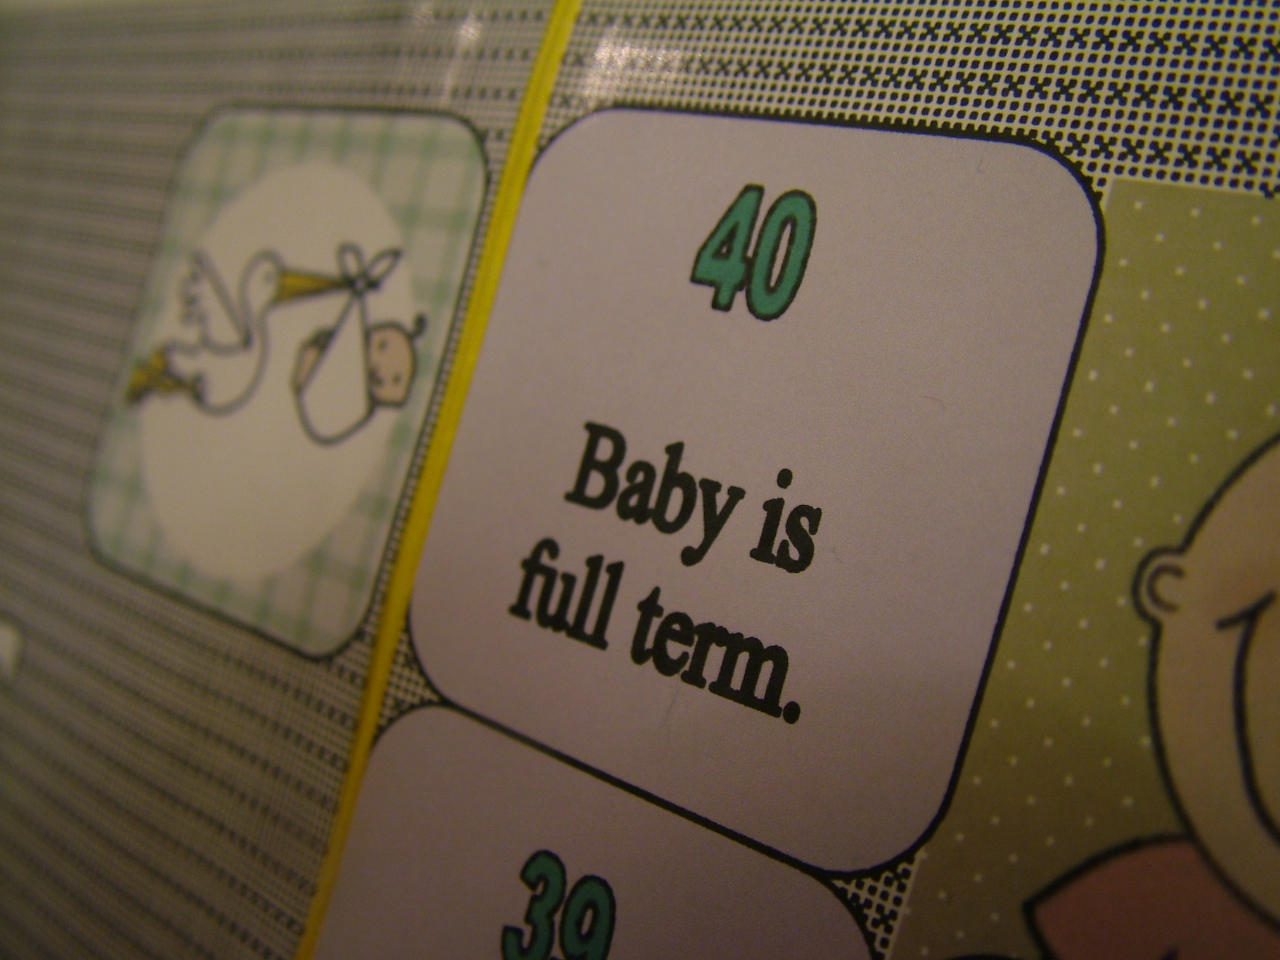 40
Baby is
full term.
39